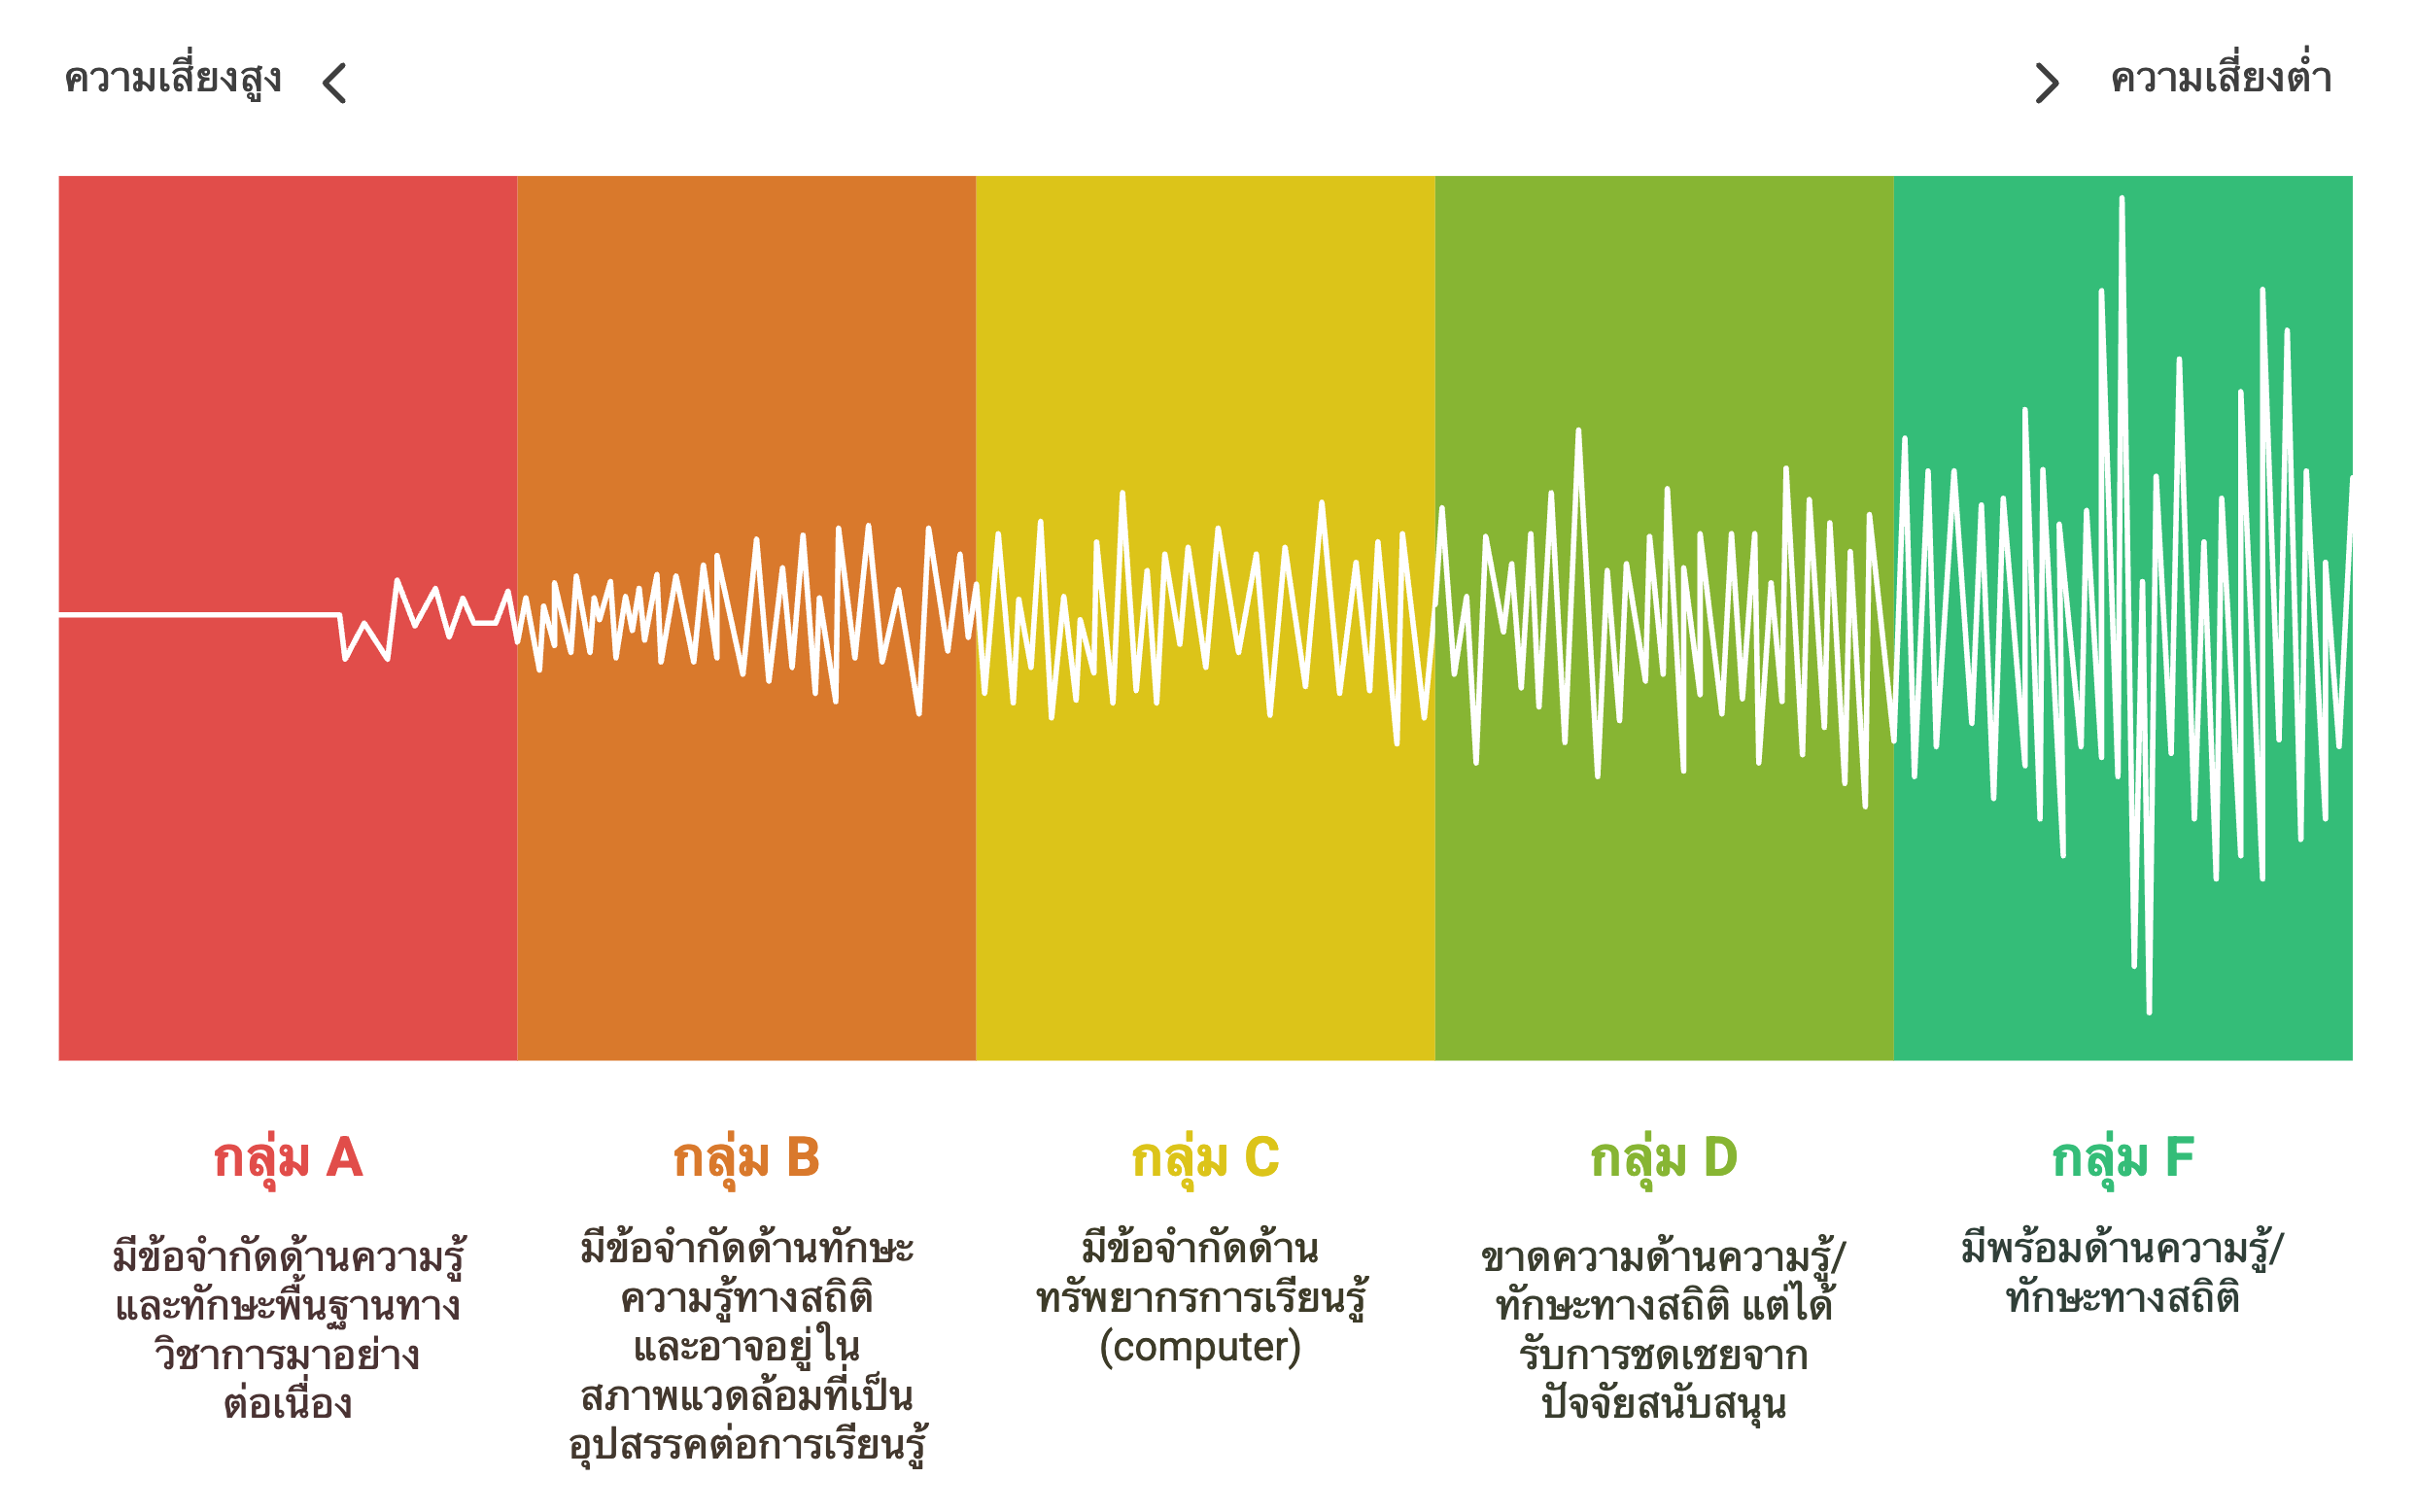 ความเสี่ยงสูง
ความเสี่ยงต่ำ
กลุ่ม A
มีข้อจำกัดด้านความรู้
และทักษะพื้นฐานทาง
วิชาการมาอย่าง
ต่อเนื่อง
กลุ่ม B
มีข้อจำกัดด้านทักษะ
ความรู้ทางสถิติ
และอาจอยู่ใน
สภาพแวดล้อมที่เป็น
อุปสรรคต่อการเรียนรู้
กลุ่ม C
มีข้อจำกัดด้าน
ทรัพยากรการเรียนรู้
(computer)
กลุ่ม D
ขาดความด้านความรู้/
ทักษะทางสถิติ แต่ได้
รับการชดเชยจาก
ปัจจัยสนับสนุน
กลุ่ม F
มีพร้อมด้านความรู้/
ทักษะทางสถิติ